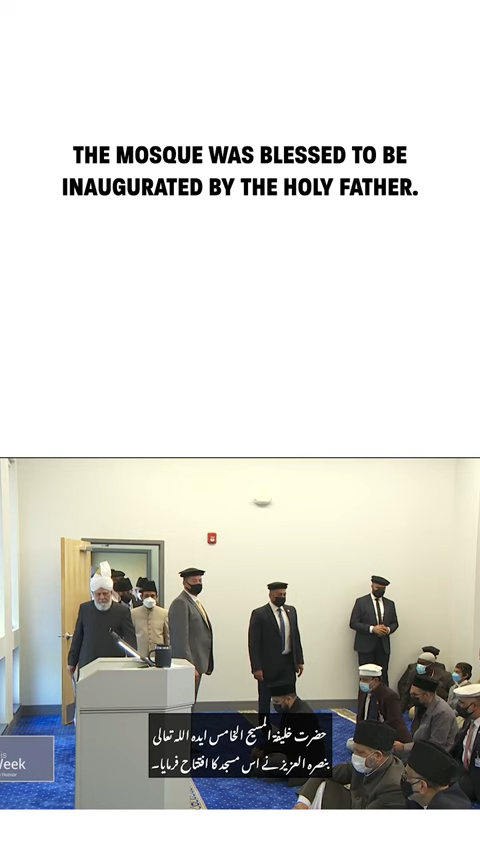 THE MOSQUE WAS BLESSED TO BE
INAUGURATED BY THE HOLY FATHER.
حضرت خلیفۃ المسیح الخامس ایدہ اللہ تعالی
بنصرہ العزیز نے اس مسجد کا افتتاح فرمایا۔
Week